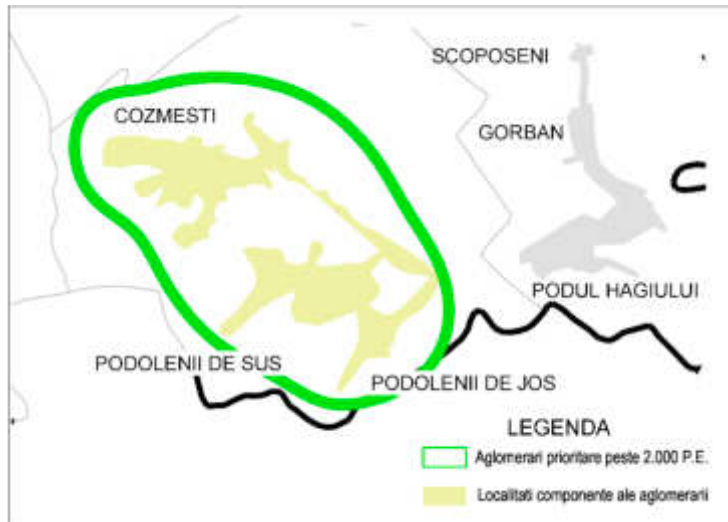 SCOPOSENI
COZMESTI
GORBAN
PODUL HAGIULUI
PODOLENII DE SUS
PODOLENII DE JOS
LEGENDA
Aglomerari prioritare peste 2.000 P.E.
Localitati componente ale aglomerarii